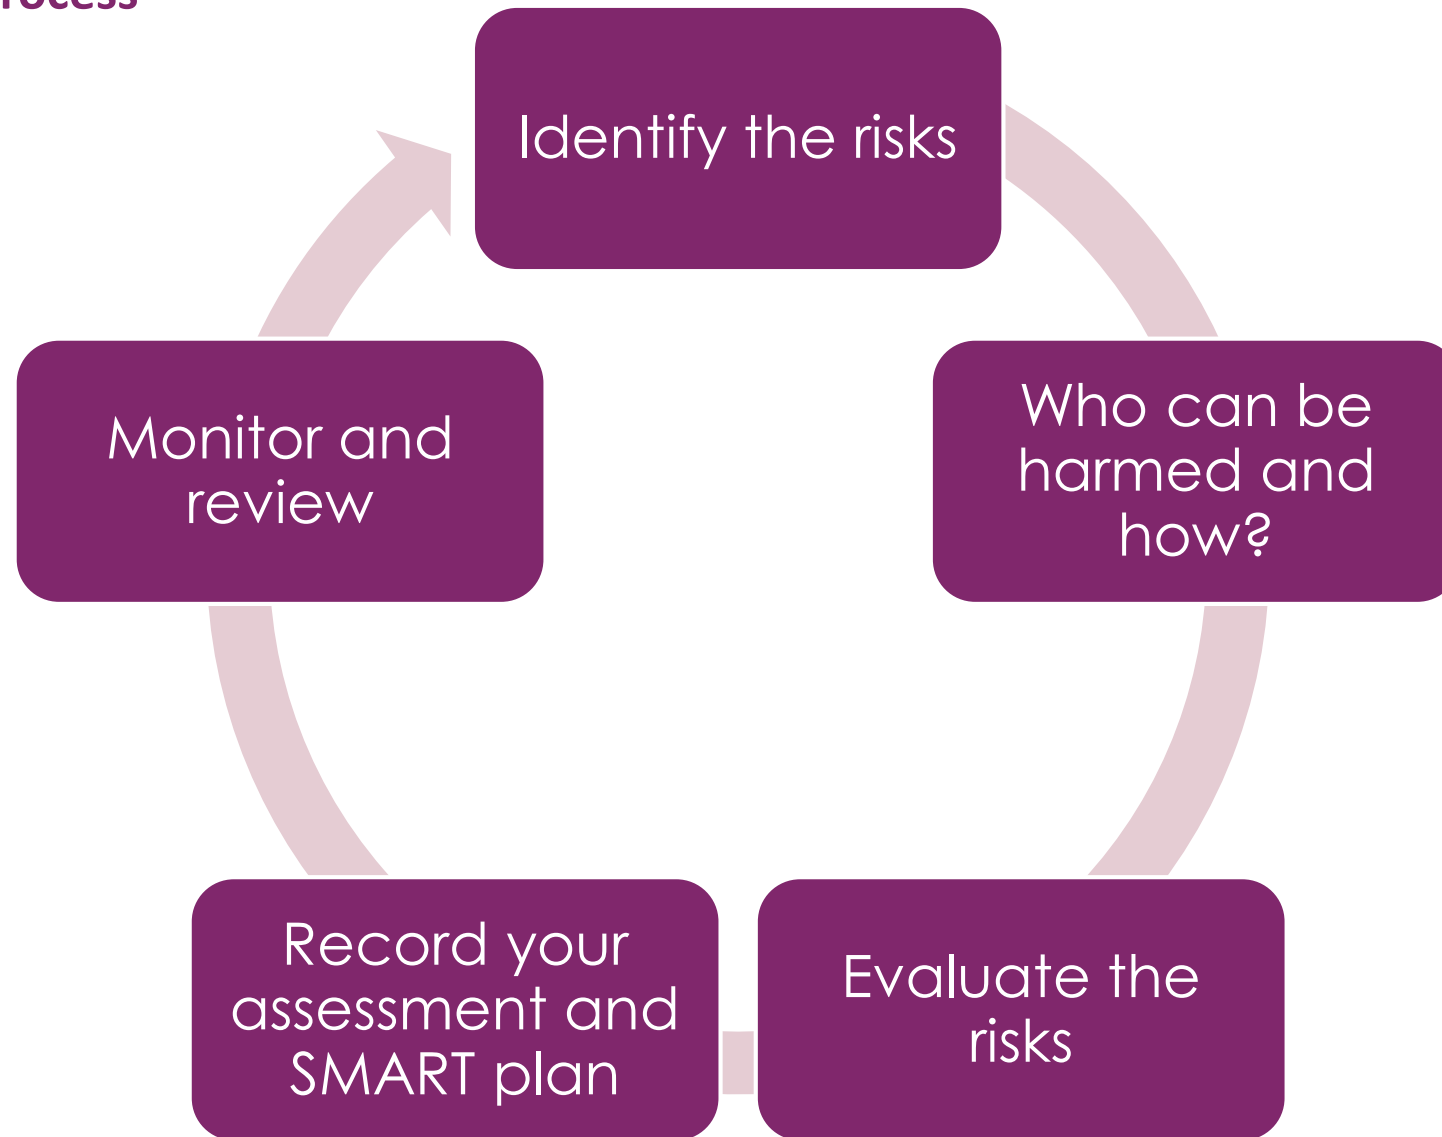 rocess
Identify the risks
Who can be
harmed and
how?
Evaluate the
risks
Record your
assessment and
SMART plan
Monitor and
review